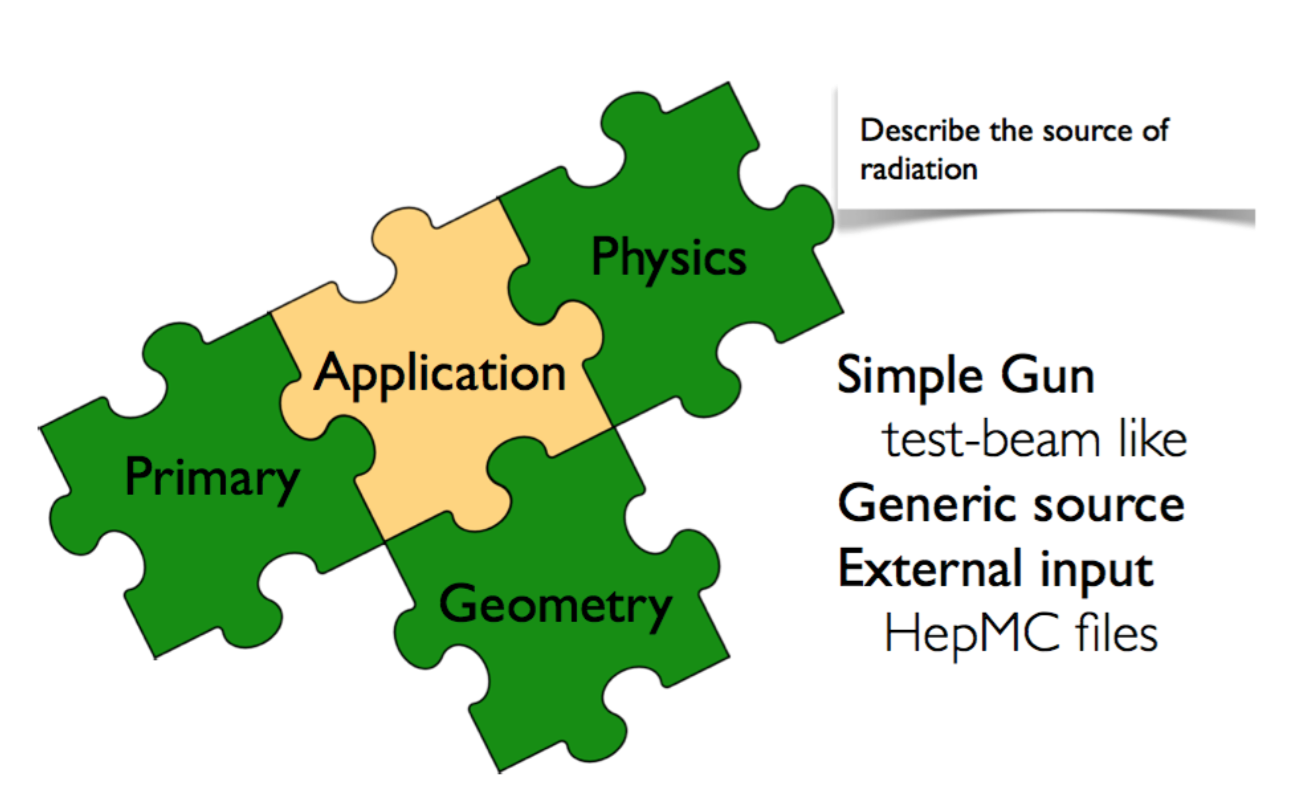 Describe the source of
radiation
Physics
Application
Primary
Geometry
Simple Gun
test-beam like
Generic source
External input
HepMC files